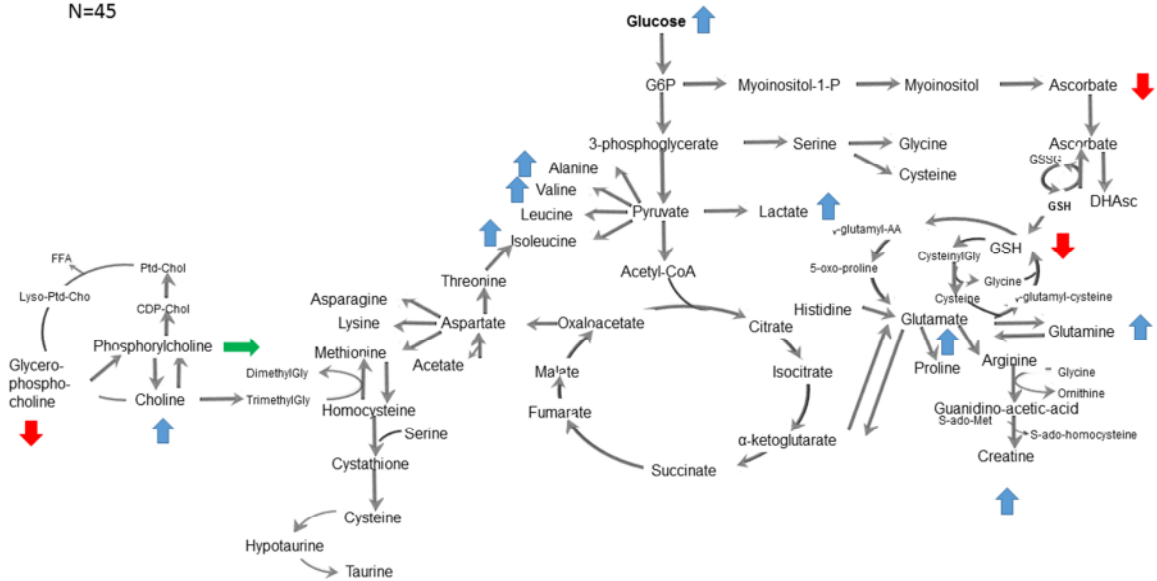 N=45
Glucose
G6P
Myoinositol-1-P
Myoinositol
Ascorbate
3-phosphoglycerate
Serine
Glycine
Cysteine
Ascorbate
GSSG
GSH
DHAsc
Alanine
Valine
Leucine
Isoleucine
Pyruvate
Lactate
Acetyl-CoA
Threonine
Asparagine
Lysine
Aspartate
Methionine
Acetate
Oxaloacetate
Citrate
Malate
Isocitrate
Fumarate
α-ketoglutarate
Succinate
γ-glutamyl-AA
GSH
CysteinylGly
5-oxo-proline
Glycine
Cysteine
γ-glutamyl-cysteine
Histidine
Glutamate
Glutamine
Proline
Arginine
Glycine
Ornithine
Guanidino-acetic-acid
S-ado-Met
S-ado-homocysteine
Creatine
FFA
Ptd-Chol
Lyso-Ptd-Cho
CDP-Chol
Phosphorylcholine
Glycero-
phospho-
choline
Choline
DimethylGly
TrimethylGly
Homocysteine
Serine
Cystathione
Cysteine
Hypotaurine
Taurine